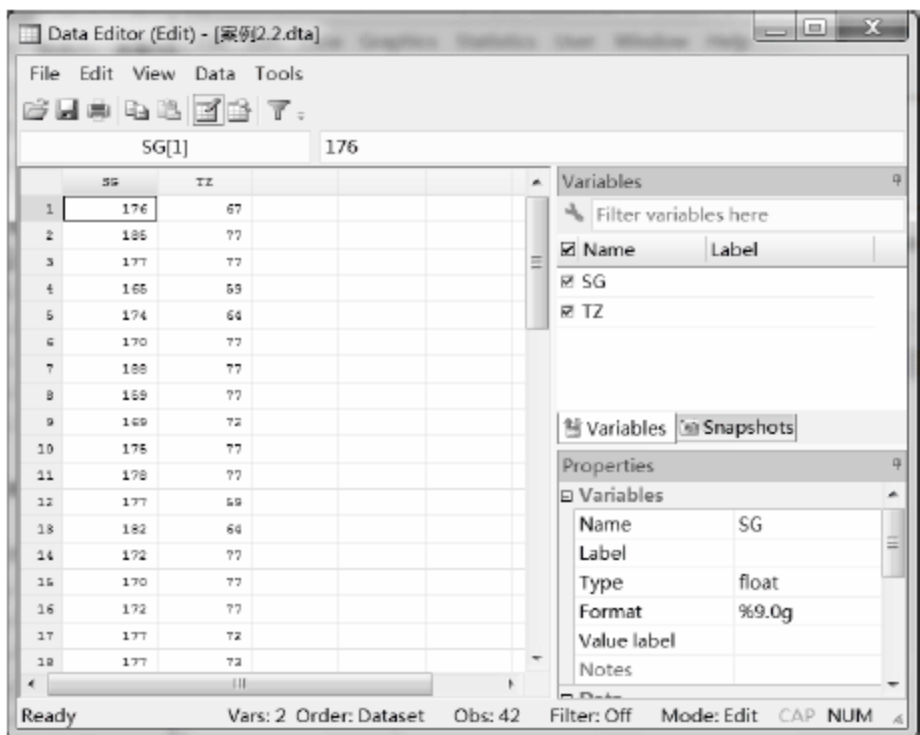 Data Editor (Edit) - [案例2.2.dta]
File Edit View Data Tools
SG[1] 176
SG TZ
1 176 67
2 185 77
3 177 77
4 165 59
5 174 64
6 170 77
7 188 77
8 159 77
9 169 72
10 175 77
11 178 77
12 177 59
13 182 64
14 172 77
15 170 77
16 172 77
17 177 72
18 177 72
Variables
Filter variables here
Name Label
SG
TZ
Variables Snapshots
Properties
Variables
Name SG
Label
Type float
Format %9.0g
Value label
Notes
Ready Vars: 2 Order: Dataset Obs: 42 Filter: Off Mode: Edit CAP NUM